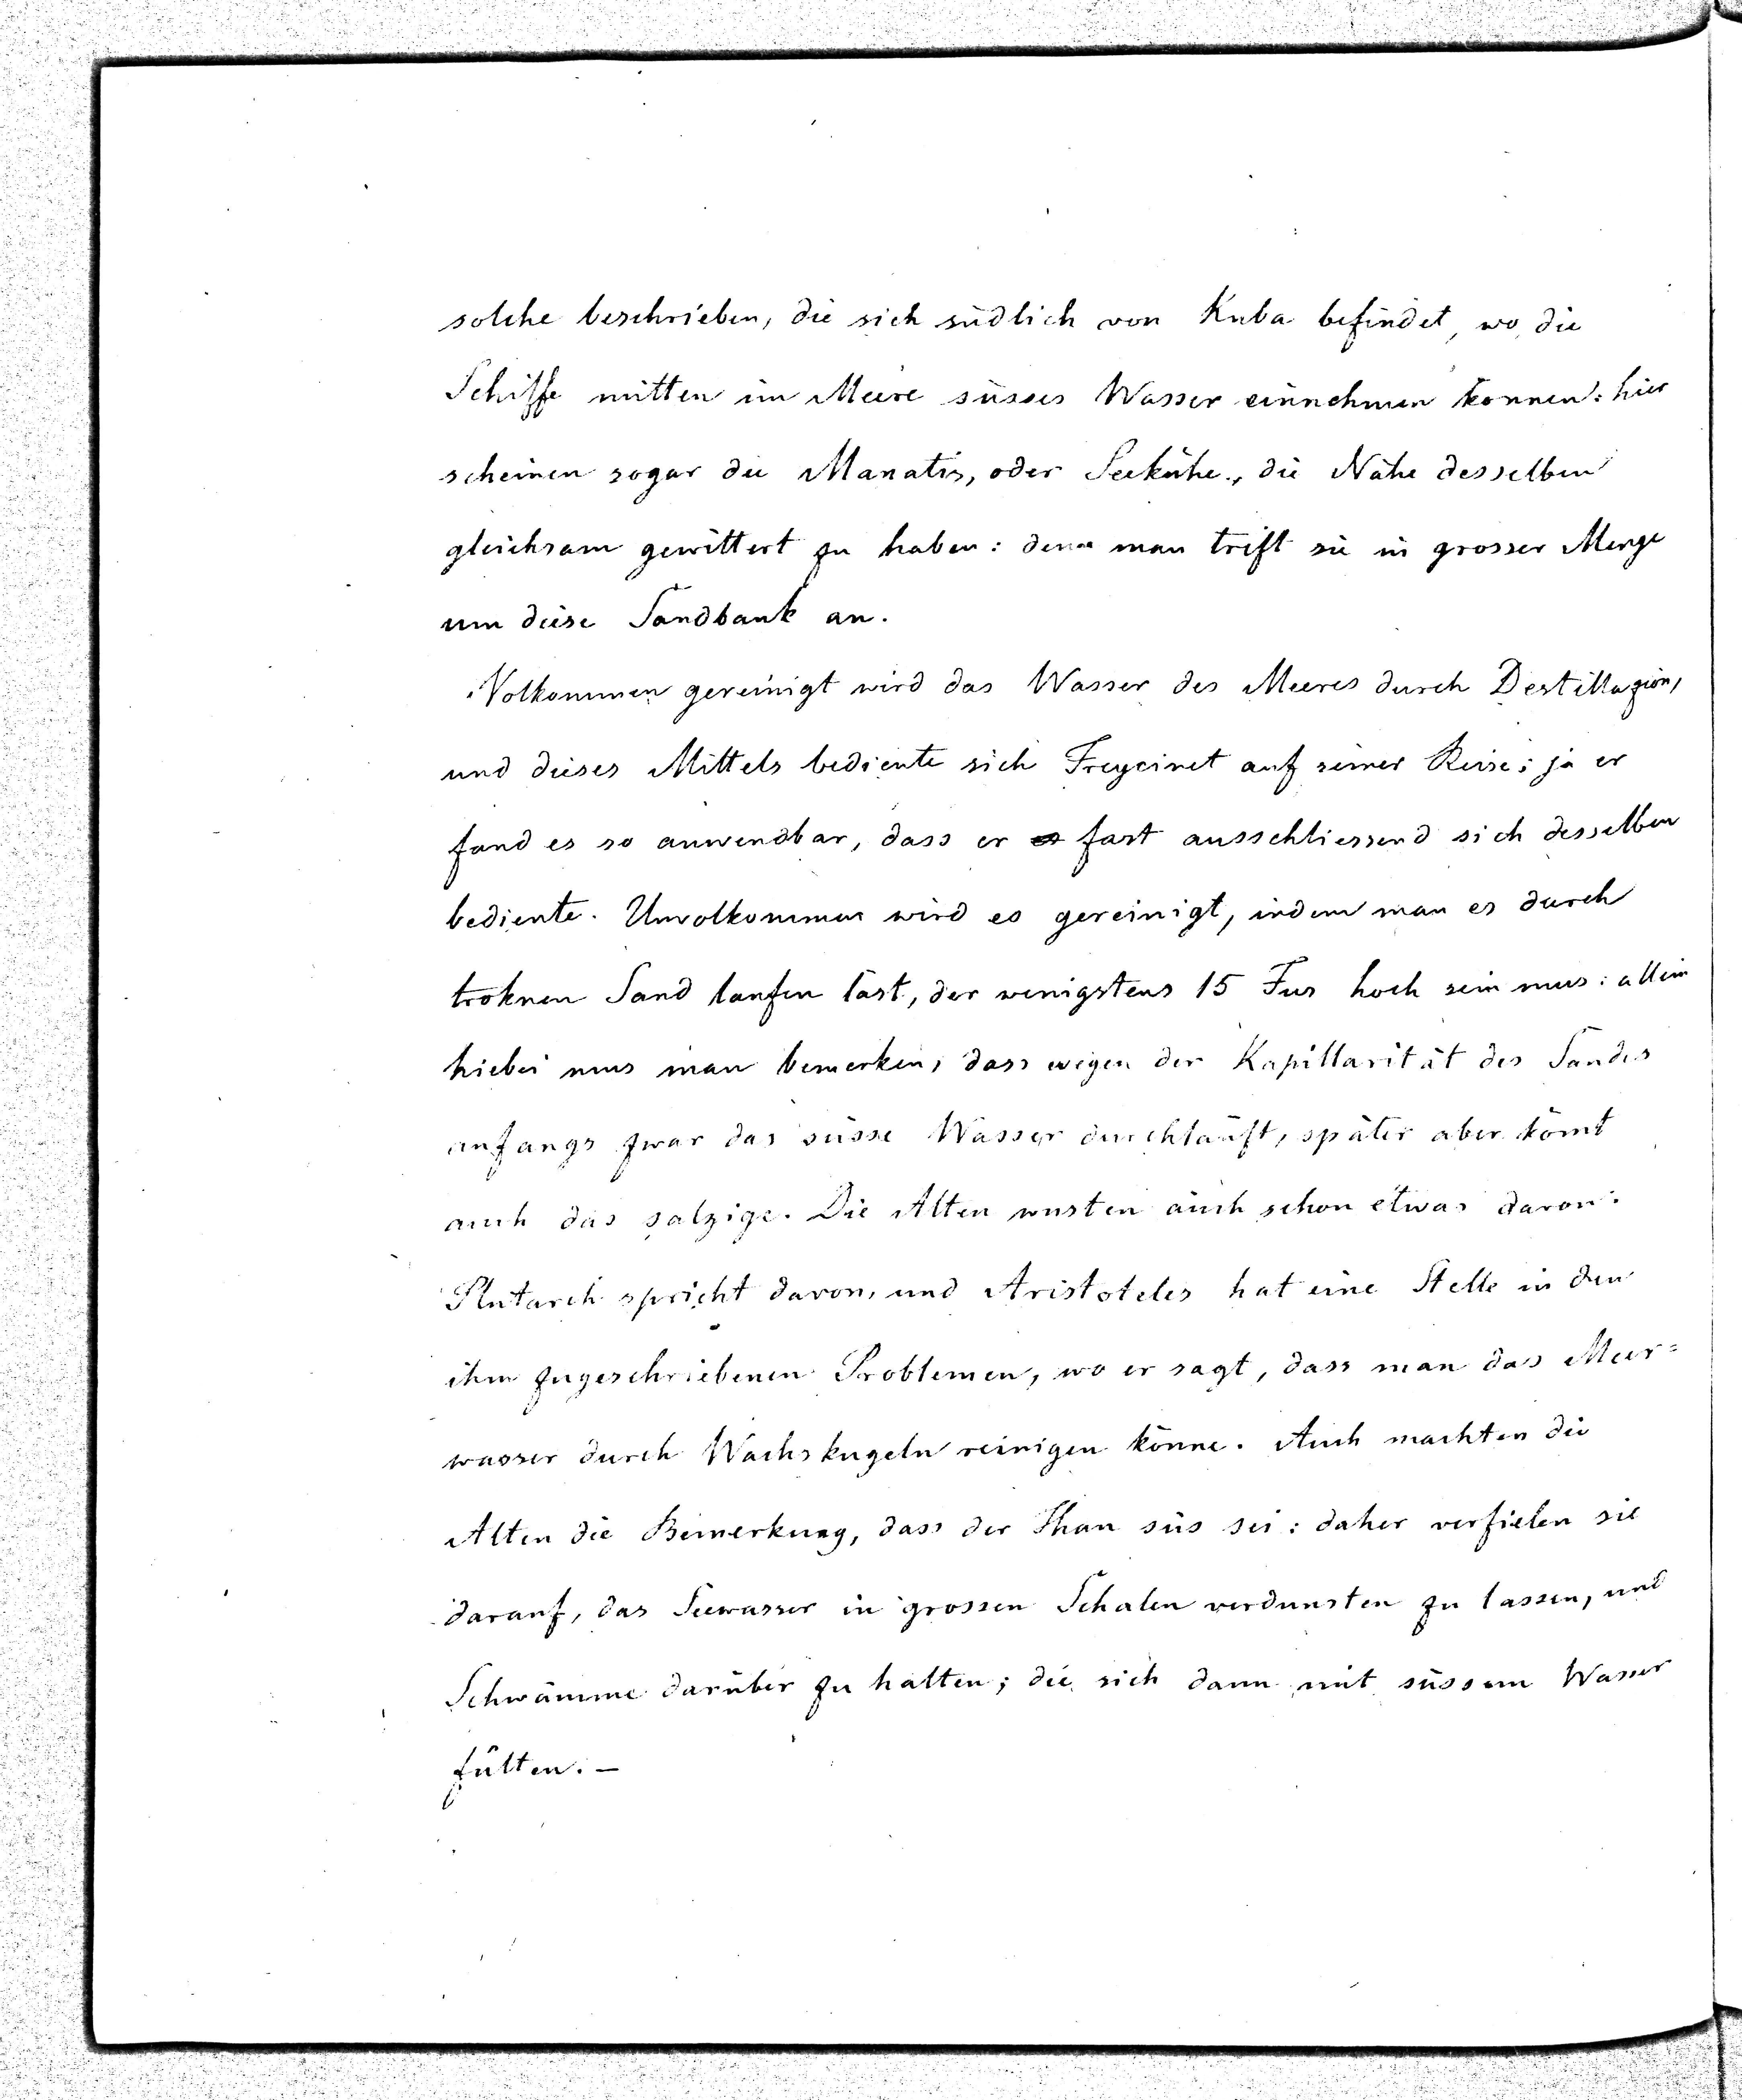 solche beschrieben, die sich südlich von Kuba befindet, wo die
Schiffe mitten im Meere süsses Wasser einnehmen können: hier
scheinen sogar die Manatis, oder Seekühe, die Nähe desselben
gleichsam gewittert zu haben: denn man trift sie in grosser Menge
um diese Sandbank an.
Volkommen gereinigt wird das Wasser des Meeres durch Destillazion,
und dieses Mittels bediente sich Freycinet auf seiner Reise; ja er
fand es so anwendbar, dass er fast ausschliessend sich desselben
bediente. Unvolkommen wird es gereinigt, indem man es durch
troknen Sand laufen läst, der wenigstens 15 Fus hoch sein mus: allein
hiebei mus man bemerken, dass wegen der Kapillarität des Sandes
anfangs zwar das süsse Wasser durchläuft, später aber kömt
auch das salzige. Die Alten wusten auch schon etwas davon.
Plutarch spricht davon, und Aristoteles hat eine Stelle in den
ihm zugeschriebenen Problemen, wo er sagt, dass man das Meer=
wasser durch Wachskugeln reinigen könne. Auch machten die
Alten die Bemerkung, dass der Thau süs sei: daher verfielen sie
darauf, das Seewasser in grossen Schalen verdunsten zu lassen, und
Schwämme darüber zu halten; die sich dann mit süssem Wasser
fülten. –